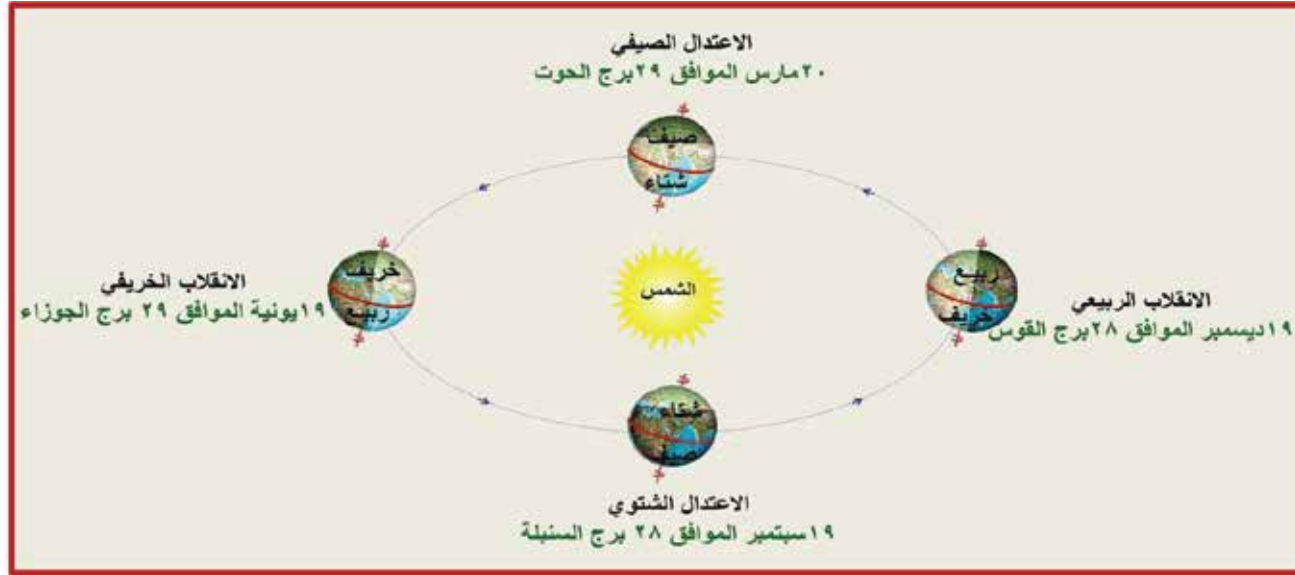 الاعتدال الصيفي
٢٠مارس الموافق ٢٩برج الحوت
صيف
شتاء
ربيع
خريف
الانقلاب الربيعي
١٩ديسمبر الموافق ٢٨برج القوس
الشمس
خريف
ربيع
الانقلاب الخريفي
١٩يونية الموافق ٢٩ برج الجوزاء
شتاء
صيف
الاعتدال الشتوي
١٩سبتمبر الموافق ٢٨ برج السنبلة